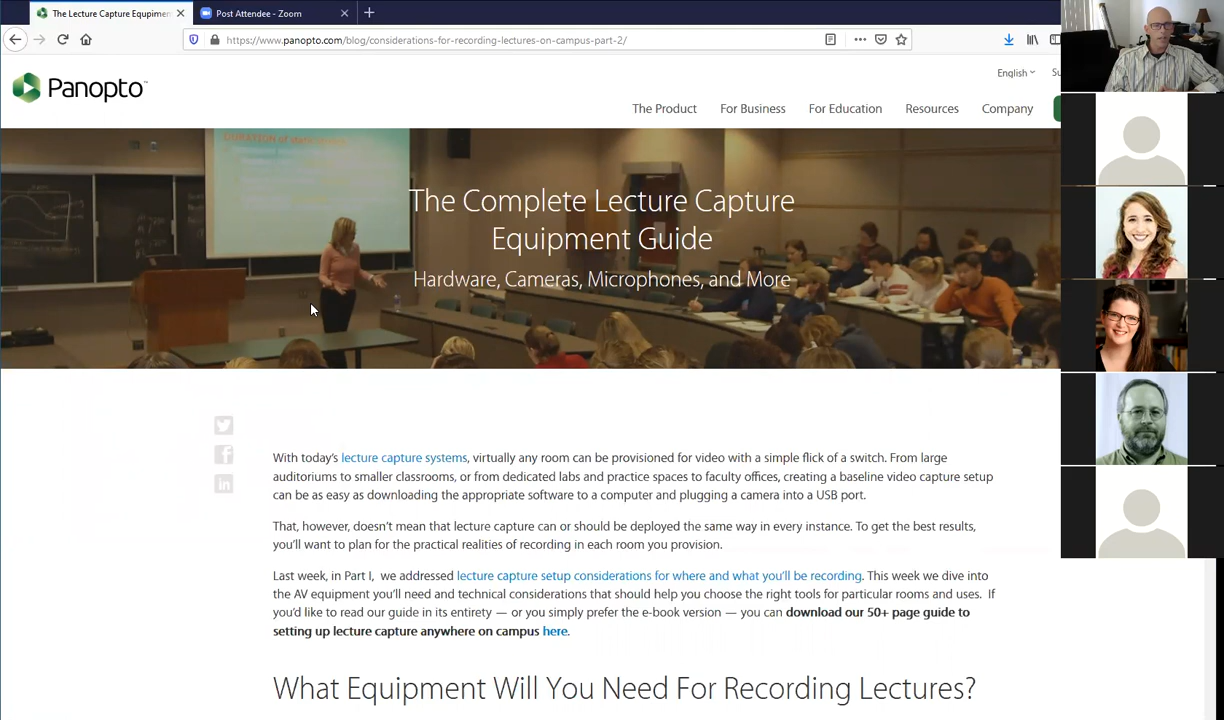 The Lecture Capture Equipmen
Post Attendee - Zoom
https://www.panopto.com/blog/considerations-for-recording-lectures-on-campus-part-2/
English
Su
Panopto™
The Product
For Business
For Education
Resources
Company
The Complete Lecture Capture
Equipment Guide
Hardware, Cameras, Microphones, and More
With today's lecture capture systems, virtually any room can be provisioned for video with a simple flick of a switch. From large
auditoriums to smaller classrooms, or from dedicated labs and practice spaces to faculty offices, creating a baseline video capture setup
can be as easy as downloading the appropriate software to a computer and plugging a camera into a USB port.
That, however, doesn't mean that lecture capture can or should be deployed the same way in every instance. To get the best results,
you'll want to plan for the practical realities of recording in each room you provision.
Last week, in Part I, we addressed lecture capture setup considerations for where and what you'll be recording. This week we dive into
the AV equipment you'll need and technical considerations that should help you choose the right tools for particular rooms and uses. If
you'd like to read our guide in its entirety — or you simply prefer the e-book version — you can download our 50+ page guide to
setting up lecture capture anywhere on campus here.
What Equipment Will You Need For Recording Lectures?